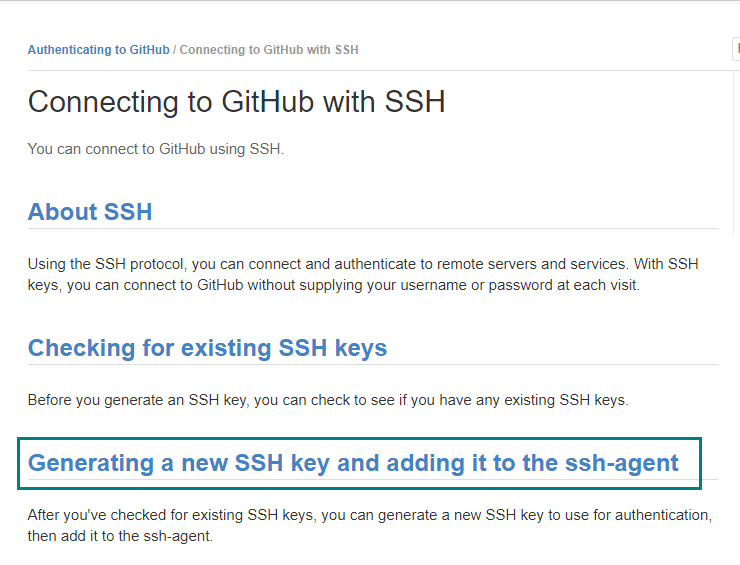 Authenticating to GitHub / Connecting to GitHub with SSH
Connecting to GitHub with SSH
You can connect to GitHub using SSH.
About SSH
Using the SSH protocol, you can connect and authenticate to remote servers and services. With SSH
keys, you can connect to GitHub without supplying your username or password at each visit.
Checking for existing SSH keys
Before you generate an SSH key, you can check to see if you have any existing SSH keys.
Generating a new SSH key and adding it to the ssh-agent
After you've checked for existing SSH keys, you can generate a new SSH key to use for authentication,
then add it to the ssh-agent.